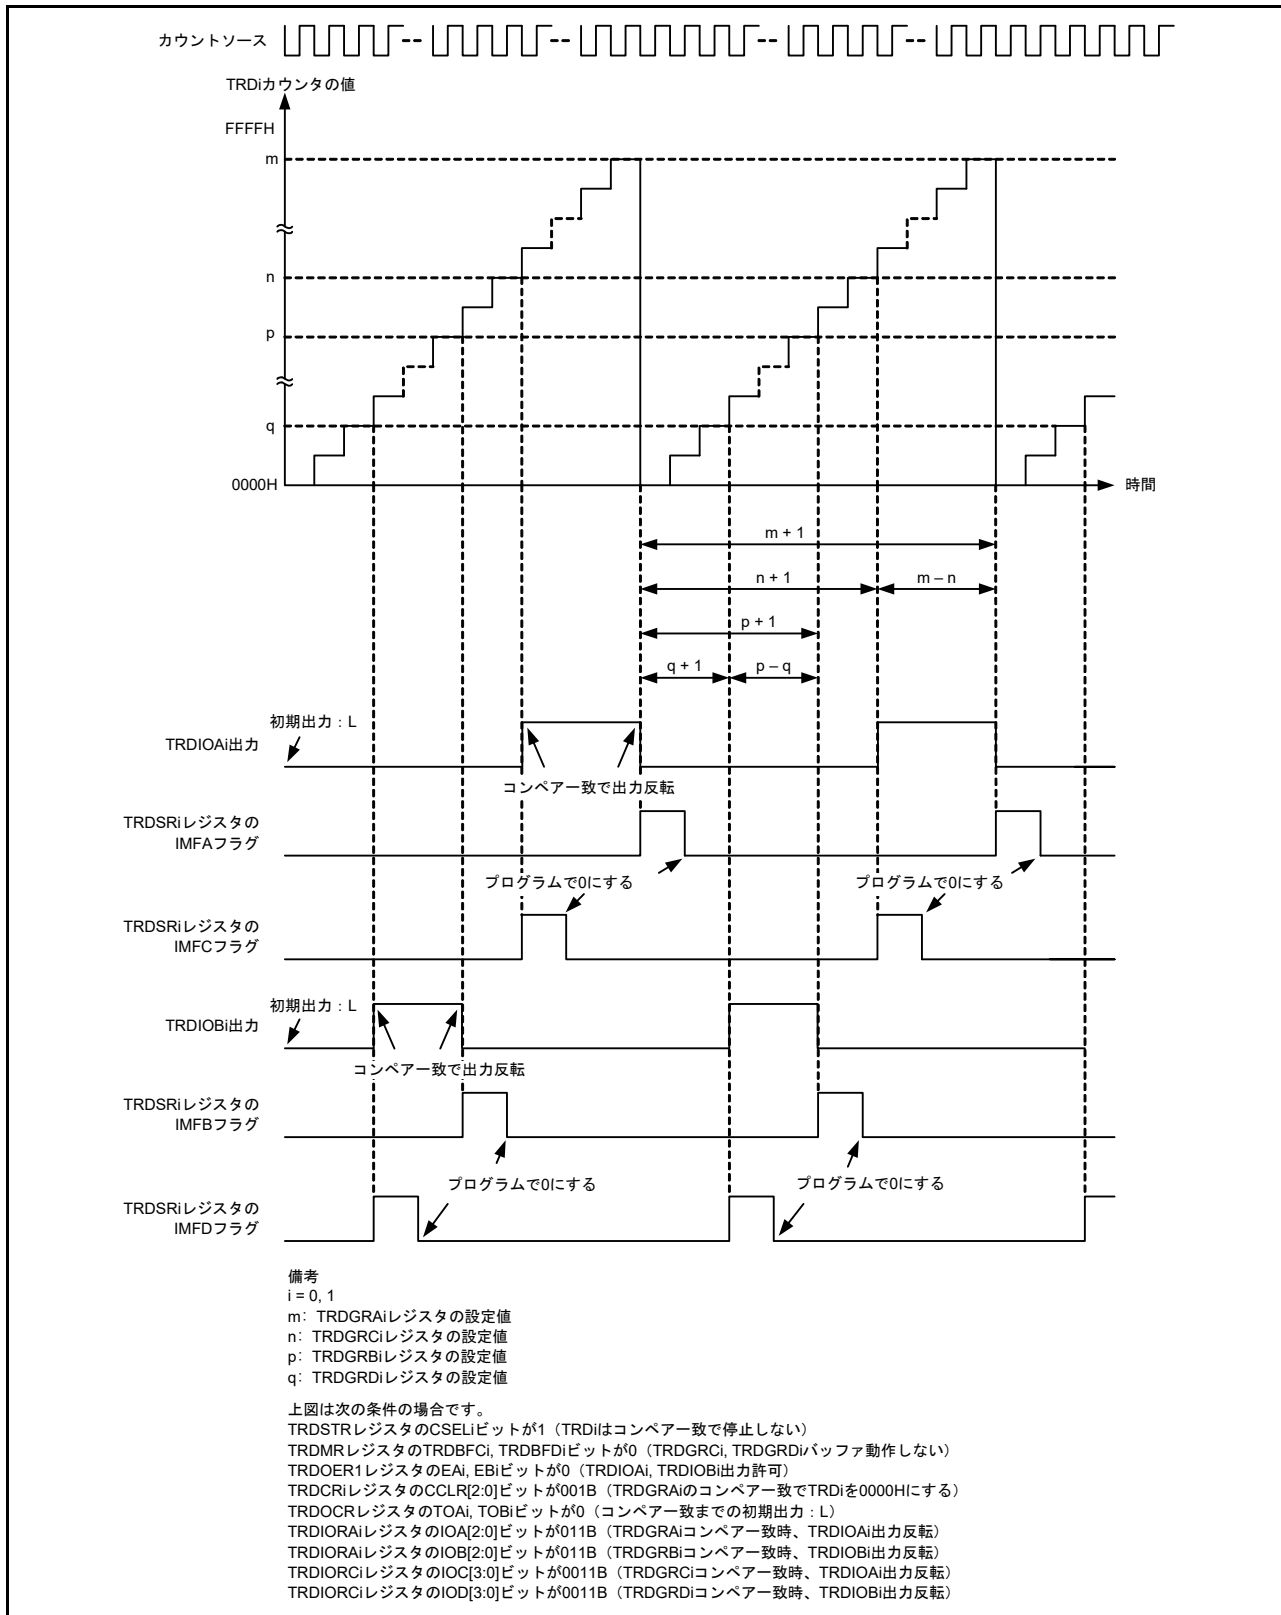 カウントソース
TRDiカウンタの値
FFFFH
m
n
p
q
0000H
時間
m + 1
n + 1
m – n
p + 1
q + 1
p – q
初期出力：L
TRDIOAi出力
コンペア一致で出力反転
TRDSRiレジスタの
IMFAフラグ
プログラムで0にする
プログラムで0にする
TRDSRiレジスタの
IMFCフラグ
初期出力：L
TRDIOBi出力
コンペア一致で出力反転
TRDSRiレジスタの
IMFBフラグ
プログラムで0にする
プログラムで0にする
TRDSRiレジスタの
IMFDフラグ
備考
i = 0, 1
m：TRDGRAiレジスタの設定値
n：TRDGRCiレジスタの設定値
p：TRDGRBiレジスタの設定値
q：TRDGRDiレジスタの設定値
上図は次の条件の場合です。
TRDSTRレジスタのCSELiビットが1（TRDiはコンペア一致で停止しない）
TRDMRレジスタのTRDBFCi, TRDBFDiビットが0（TRDGRCi, TRDGRDiバッファ動作しない）
TRDOER1レジスタのEAi, EBiビットが0（TRDIOAi, TRDIOBi出力許可）
TRDCRiレジスタのCCLR[2:0]ビットが001B（TRDGRAiのコンペア一致でTRDiを0000Hにする）
TRDOCRレジスタのTOAi, TOBiビットが0（コンペア一致までの初期出力：L）
TRDIORAiレジスタのIOA[2:0]ビットが011B（TRDGRAiコンペア一致時、TRDIOAi出力反転）
TRDIORAiレジスタのIOB[2:0]ビットが011B（TRDGRBiコンペア一致時、TRDIOBi出力反転）
TRDIORCiレジスタのIOC[3:0]ビットが0011B（TRDGRCiコンペア一致時、TRDIOAi出力反転）
TRDIORCiレジスタのIOD[3:0]ビットが0011B（TRDGRDiコンペア一致時、TRDIOBi出力反転）